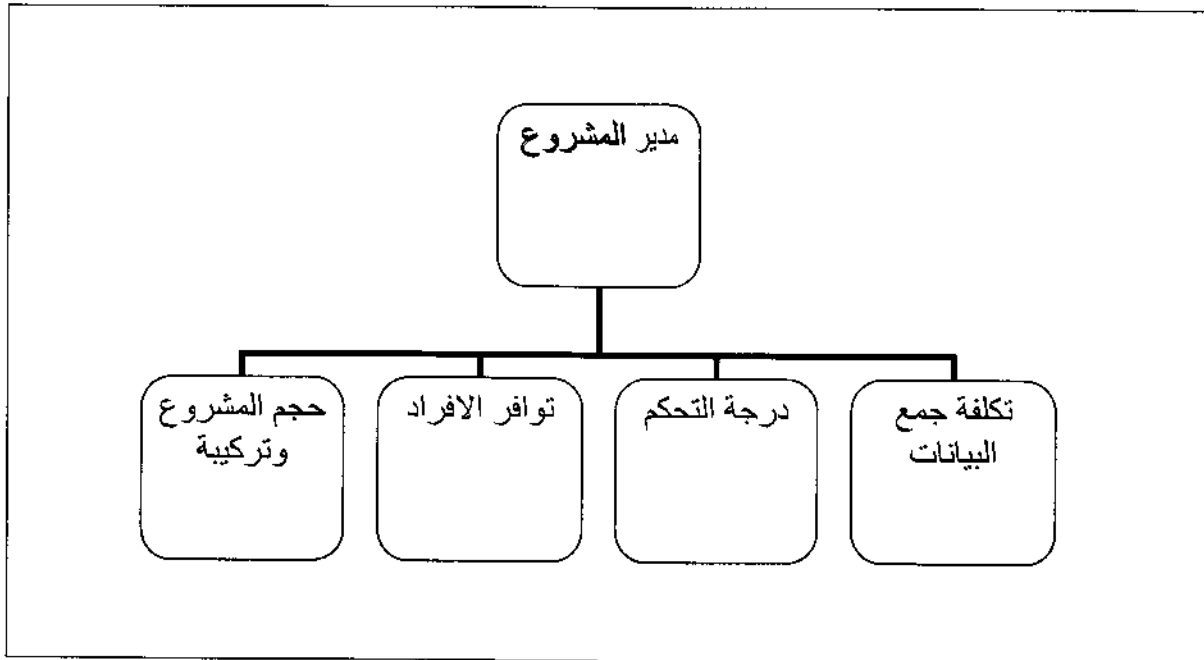 مدير المشروع
تكلفة جمع
البيانات
درجة التحكم
توافر الافراد
حجم المشروع
وتركيبة